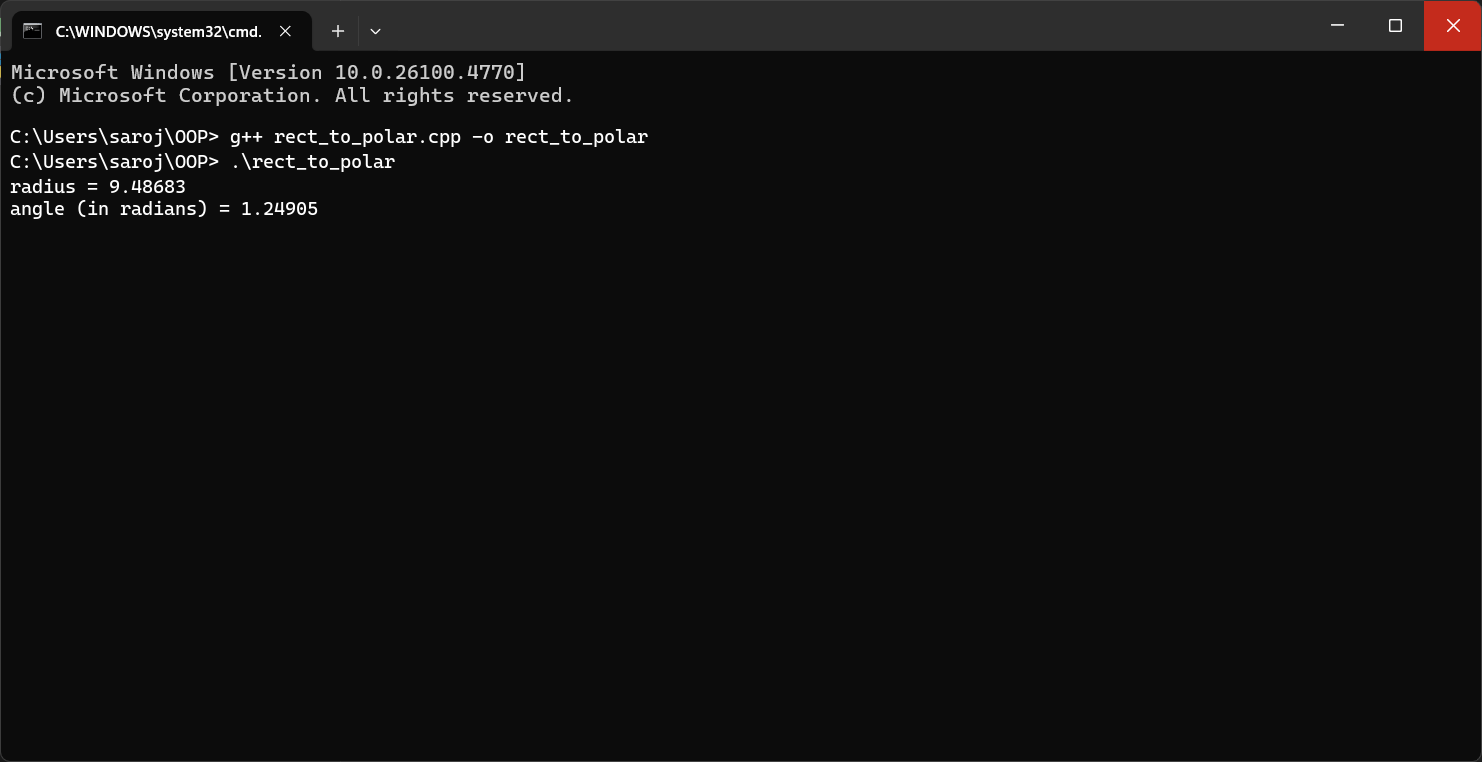 C:\WINDOWS\system32\cmd.
Microsoft Windows [Version 10.0.26100.4770]
(c) Microsoft Corporation. All rights reserved.
C:\Users\saroj\OOP> g++ rect_to_polar.cpp -o rect_to_polar
C:\Users\saroj\OOP> .\rect_to_polar
radius = 9.48683
angle (in radians) = 1.24905